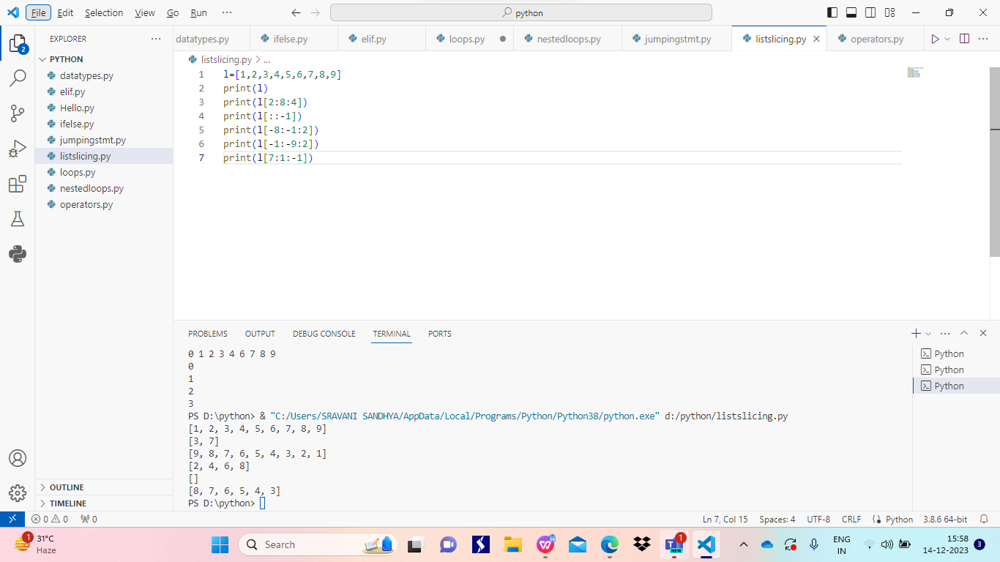 File Edit Selection View Go Run ··· ← → python
EXPLORER ···
PYTHON
datatypes.py
elif.py
Hello.py
ifelse.py
jumpingstmt.py
listslicing.py
loops.py
nestedloops.py
operators.py
OUTLINE
TIMELINE
2
datatypes.py ifelse.py elif.py loops.py nestedloops.py jumpingstmt.py listslicing.py operators.py
listslicing.py > ...
1 l=[1,2,3,4,5,6,7,8,9]
2 print(l)
3 print(l[2:8:4])
4 print(l[::-1])
5 print(l[-8:-1:2])
6 print(l[-1:-9:2])
7 print(l[7:1:-1])
PROBLEMS OUTPUT DEBUG CONSOLE TERMINAL PORTS
0 1 2 3 4 6 7 8 9
0
1
2
3
PS D:\python> & "C:/Users/SRAVANI SANDHYA/AppData/Local/Programs/Python/Python38/python.exe" d:/python/listslicing.py
[1, 2, 3, 4, 5, 6, 7, 8, 9]
[3, 7]
[9, 8, 7, 6, 5, 4, 3, 2, 1]
[2, 4, 6, 8]
[]
[8, 7, 6, 5, 4, 3]
PS D:\python>
Python
Python
Python
0 0 0 Ln 7, Col 15 Spaces: 4 UTF-8 CRLF Python 3.8.6 64-bit
1 31°C
Haze
Search
1
NEW
ENG
IN
15:58
14-12-2023
3